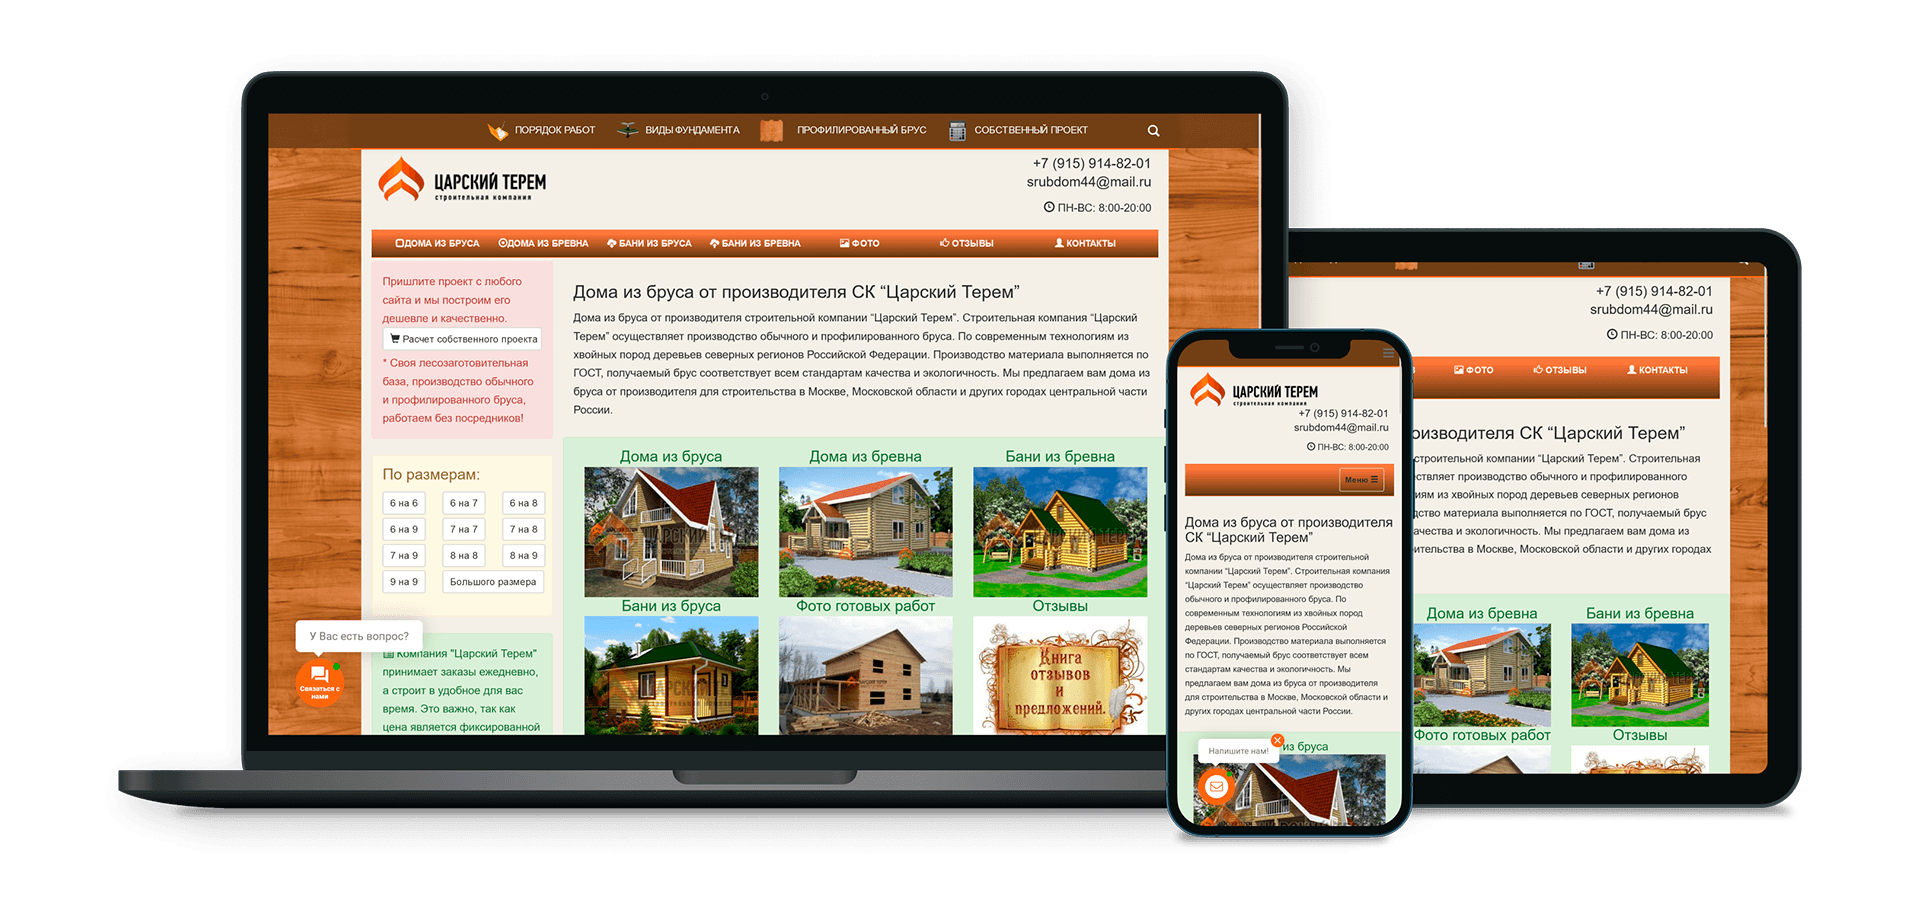 ПОРЯДОК РАБОТ
ВИДЫ ФУНДАМЕНТА
ПРОФИЛИРОВАННЫЙ БРУС
СОБСТВЕННЫЙ ПРОЕКТ
ЦАРСКИЙ ТЕРЕМ
строительная компания
+7 (915) 914-82-01
srubdom44@mail.ru
ПН-ВС: 8:00-20:00
ДОМА ИЗ БРУСА
ДОМА ИЗ БРЕВНА
БАНИ ИЗ БРУСА
БАНИ ИЗ БРЕВНА
ФОТО
ОТЗЫВЫ
КОНТАКТЫ
Пришлите проект с любого
сайта и мы построим его
дешевле и качественно.
Расчет собственного проекта
* Своя лесозаготовительная
база, производство обычного
и профилированного бруса,
работаем без посредников!
По размерам:
6 на 6
6 на 7
6 на 8
6 на 9
7 на 7
7 на 8
7 на 9
8 на 8
8 на 9
9 на 9
Большого размера
У Вас есть вопрос?
Связаться с
нами
Компания "Царский Терем"
принимает заказы ежедневно,
а строит в удобное для вас
время. Это важно, так как
цена является фиксированной
Дома из бруса от производителя СК “Царский Терем”
Дома из бруса от производителя строительной компании “Царский Терем”. Строительная компания “Царский
Терем” осуществляет производство обычного и профилированного бруса. По современным технологиям из
хвойных пород деревьев северных регионов Российской Федерации. Производство материала выполняется по
ГОСТ, получаемый брус соответствует всем стандартам качества и экологичность. Мы предлагаем вам дома из
бруса от производителя для строительства в Москве, Московской области и других городах центральной части
России.
Дома из бруса
Дома из бревна
Бани из бревна
Бани из бруса
Фото готовых работ
Отзывы
Книга
отзывов
и
предложений.
ЦАРСКИЙ ТЕРЕМ
строительная компания
+7 (915) 914-82-01
srubdom44@mail.ru
ПН-ВС: 8:00-20:00
Меню
Дома из бруса от производителя
СК “Царский Терем”
Дома из бруса от производителя строительной
компании “Царский Терем”. Строительная компания
“Царский Терем” осуществляет производство
обычного и профилированного бруса. По
современным технологиям из хвойных пород
деревьев северных регионов Российской
Федерации. Производство материала выполняется
по ГОСТ, получаемый брус соответствует всем
стандартам качества и экологичность. Мы
предлагаем вам дома из бруса от производителя
для строительства в Москве, Московской области и
других городах центральной части России.
Напишите нам!
из бруса
+7 (915) 914-82-01
srubdom44@mail.ru
ПН-ВС: 8:00-20:00
ФОТО
ОТЗЫВЫ
КОНТАКТЫ
оизводителя СК “Царский Терем”
строительной компании “Царский Терем”. Строительная
ствляет производство обычного и профилированного
иям из хвойных пород деревьев северных регионов
дство материала выполняется по ГОСТ, получаемый брус
ачества и экологичность. Мы предлагаем вам дома из
ительства в Москве, Московской области и других городах
Дома из бревна
Бани из бревна
Фото готовых работ
Отзывы